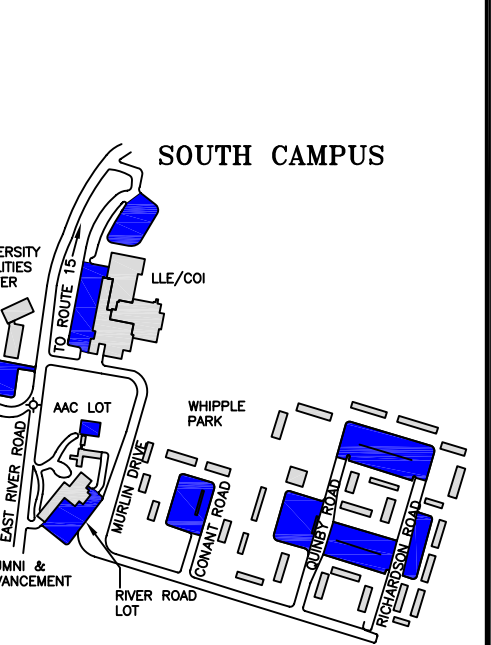 SOUTH CAMPUS
ERSITY
LITIES
ER
TO ROUTE 15
LLE/COI
AAC LOT
WHIPPLE
PARK
EAST RIVER ROAD
MURLIN DRIVE
CONANT ROAD
QUINBY ROAD
RICHARDSON ROAD
UMNI &
VANCEMENT
RIVER ROAD
LOT